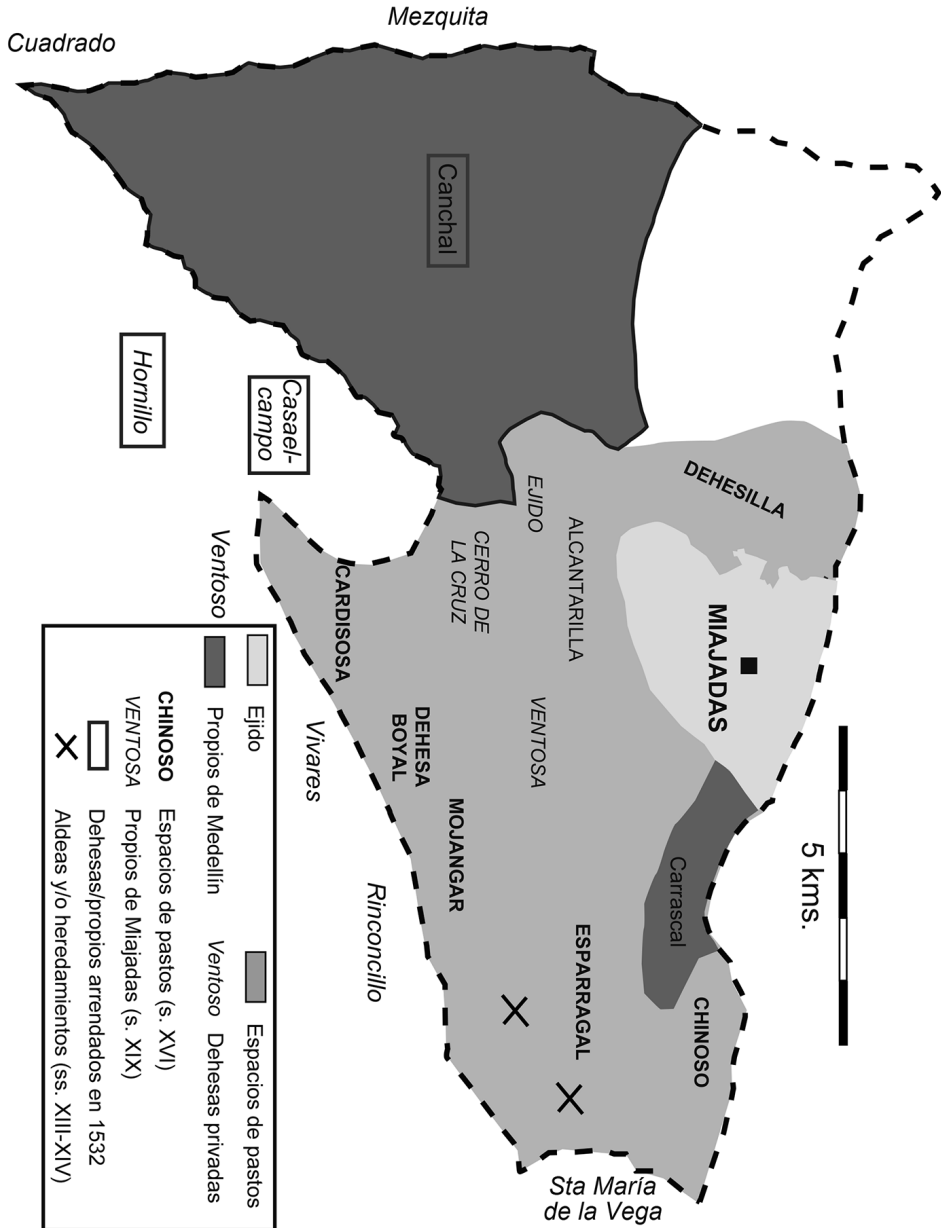 Mezquita
Cuadrado
Canchal
Hornillo
Casael-
campo
Ventoso
DEHESILLA
EJIDO
ALCANTARILLA
CERRO DE
LA CRUZ
CARDISOSA
MIAJADAS
VENTOSA
DEHESA
BOYAL
Vivares
MOJANGAR
Rinconcillo
Carrascal
ESPARRAGAL
CHINOSO
5 kms.
Sta María
de la Vega
Ejido
Espacios de pastos
Propios de Medellín
Ventoso Dehesas privadas
CHINOSO Espacios de pastos (s. XVI)
VENTOSA Propios de Miajadas (s. XIX)
Dehesas/propios arrendados en 1532
Aldeas y/o heredamientos (ss. XIII-XIV)